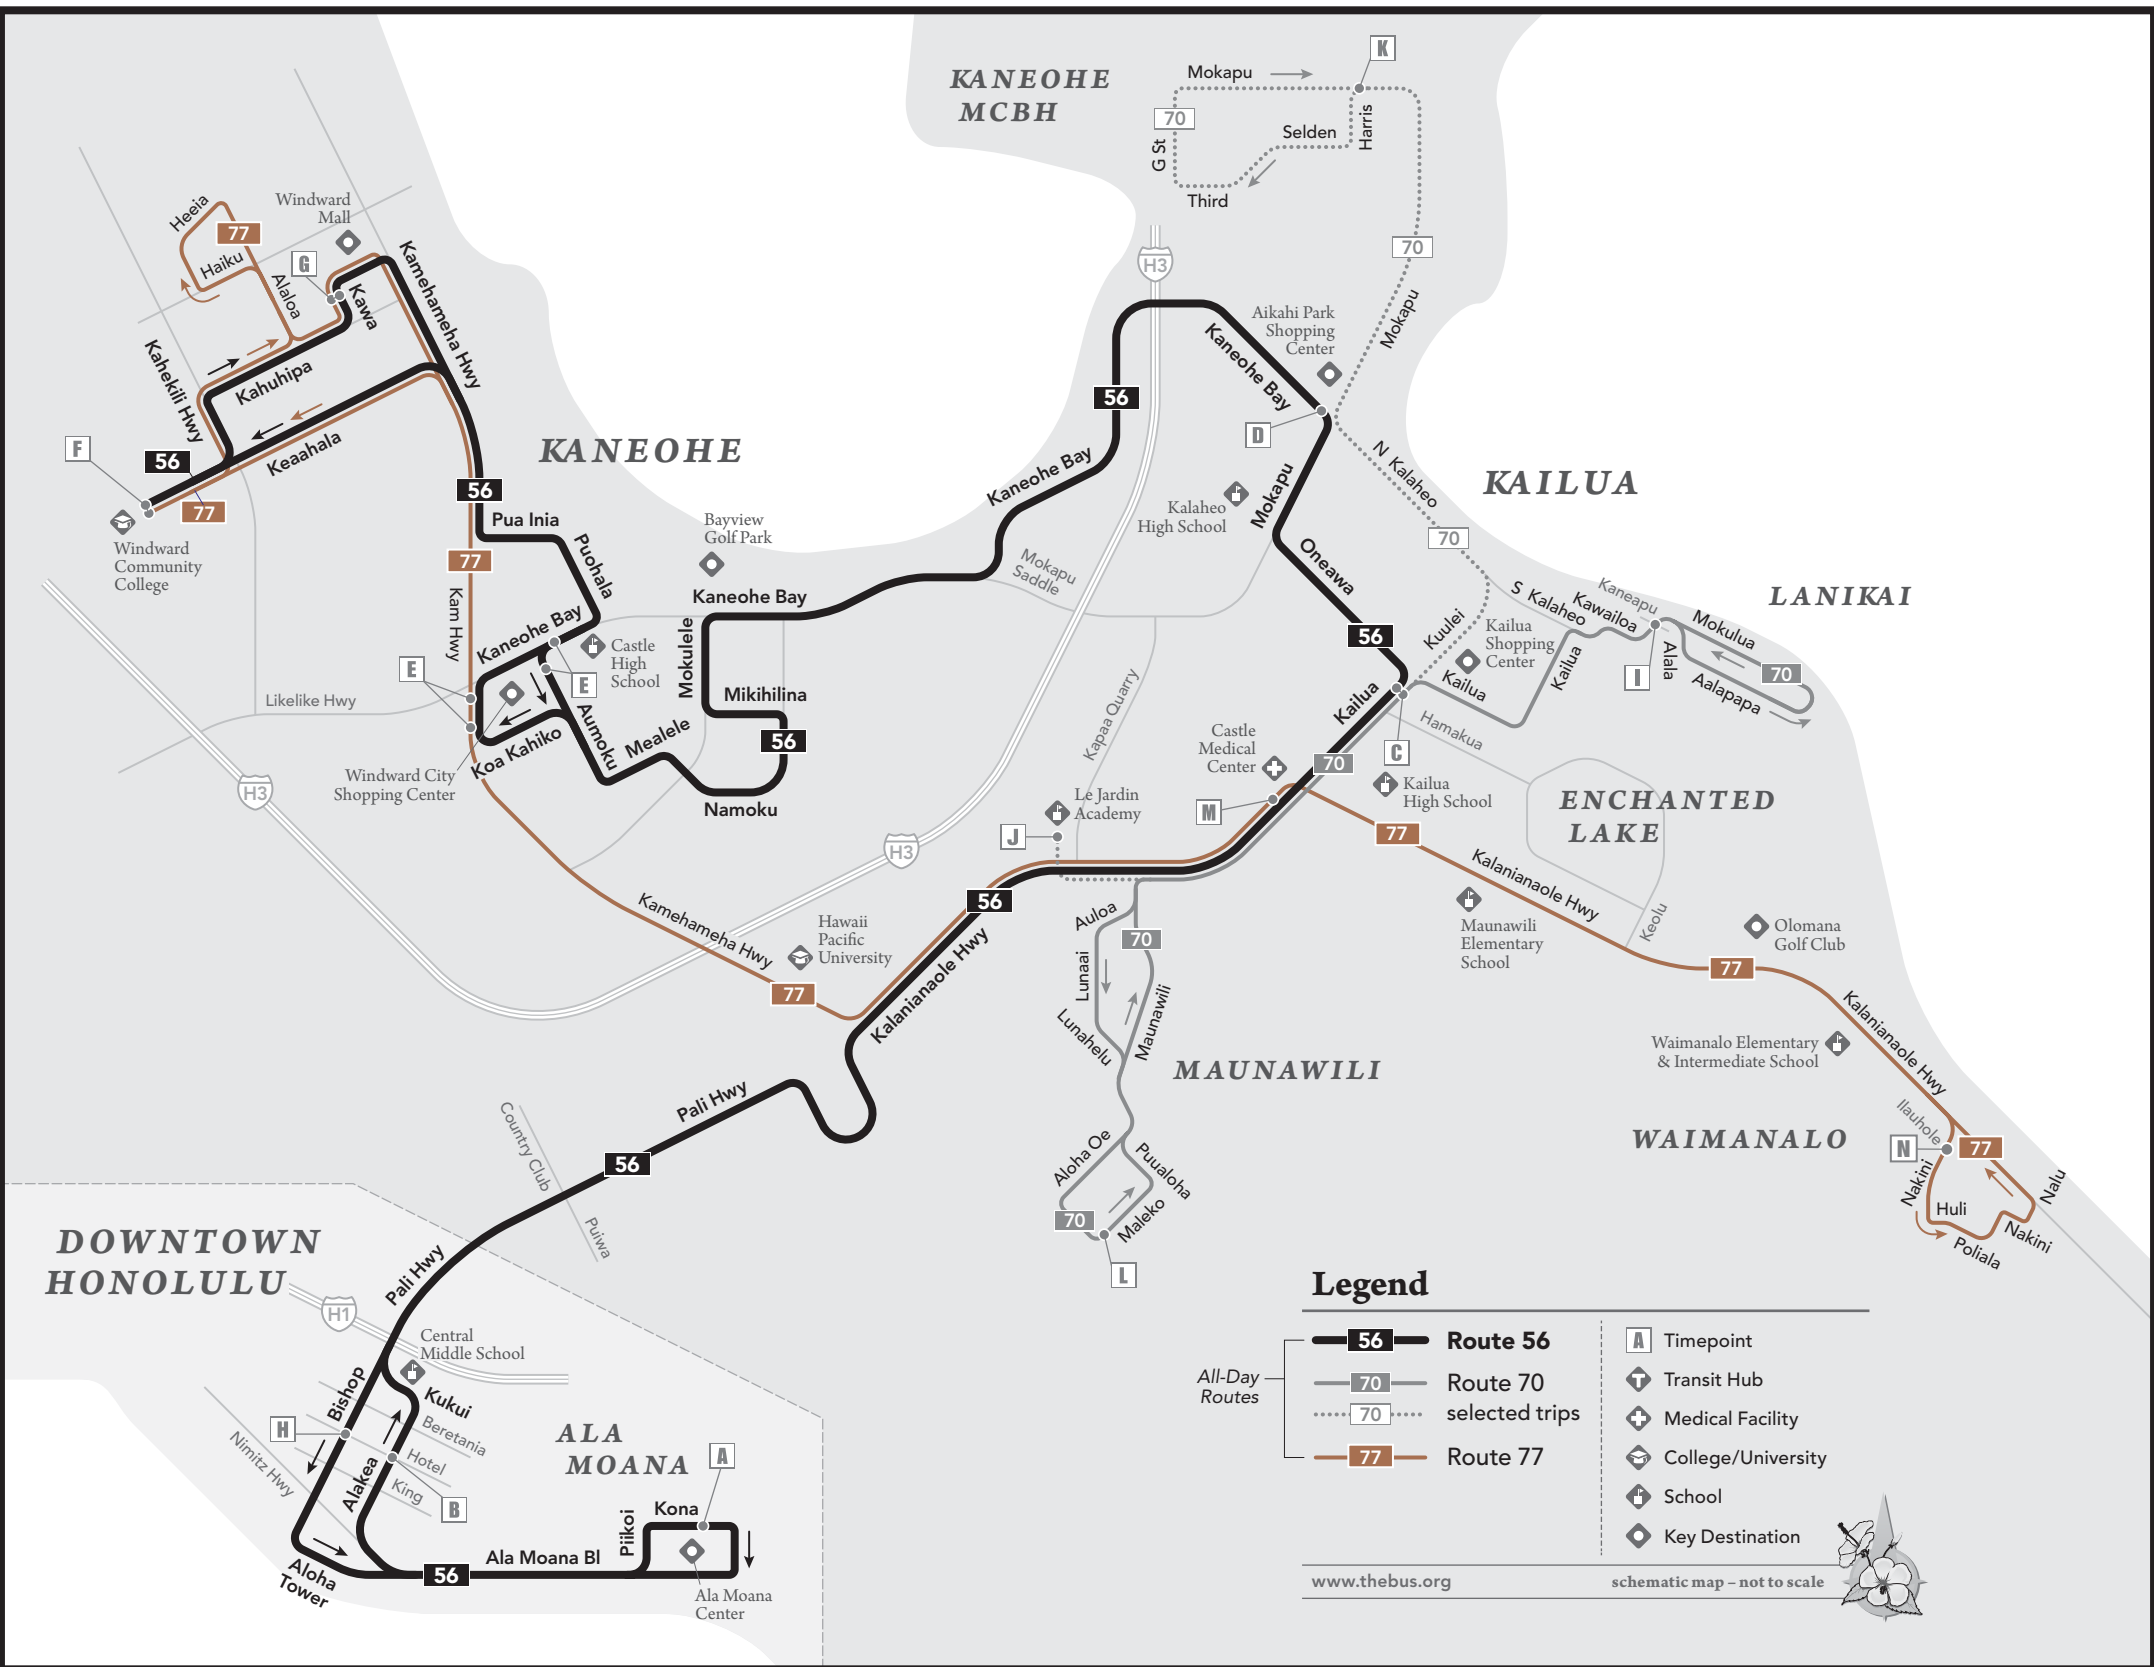 KANEOHE
MCBH
Mokapu
K
70
G St
Selden
Harris
Third
70
Mokapu
H3
Heeia
77
Haiku
Alaloa
Windward
Mall
G
Kawa
Kamehameha Hwy
Kahekili Hwy
Kahuhipa
Keaahala
F
56
77
Windward
Community
College
KANEOHE
56
Pua Inia
Puohala
77
Kam Hwy
Kaneohe Bay
Castle
High
School
E
E
Likelike Hwy
Aumoku
Koa Kahiko
Windward City
Shopping Center
Mealele
Namoku
56
Mikihilina
Mokulele
Kaneohe Bay
Bayview
Golf Park
Kaneohe Bay
56
Kaneohe Bay
Aikahi Park
Shopping
Center
D
Kalaheo
High School
Mokapu
Mokapu
Saddle
Oneawa
N Kalaheo
KAILUA
70
Kuulei
56
Kailua
Shopping
Center
S Kalaheo
Kaneapu
Kawailoa
LANIKAI
Mokulua
70
Alala
I
Aalapapa
Kailua
Kailua
Kailua
C
Hamakua
Kailua
High School
70
Castle
Medical
Center
M
Kapaa Quarry
Le Jardin
Academy
J
ENCHANTED
LAKE
77
Kalanianaole Hwy
Keolu
Maunawili
Elementary
School
Olomana
Golf Club
77
Kalanianaole Hwy
Waimanalo Elementary
& Intermediate School
WAIMANALO
Ilauhole
N
77
Nakini
Huli
Poliala
Nakini
Nalu
H3
H3
Kamehameha Hwy
Hawaii
Pacific
University
77
56
Kalanianaole Hwy
Auloa
70
Lunaai
Lunahelu
Maunawili
MAUNAWILI
Aloha Oe
Puualoha
70
Maleko
L
Pali Hwy
56
Country Club
Puiwa
DOWNTOWN
HONOLULU
Pali Hwy
H1
Central
Middle School
Bishop
Kukui
Beretania
H
Hotel
King
Nimitz Hwy
Alakea
B
Aloha
Tower
56
Ala Moana Bl
ALA
MOANA
A
Kona
Piikoi
Ala Moana
Center
Legend
All-Day
Routes
56 Route 56
70 Route 70
70 selected trips
77 Route 77
A Timepoint
T Transit Hub
Medical Facility
College/University
School
Key Destination
www.thebus.org
schematic map – not to scale